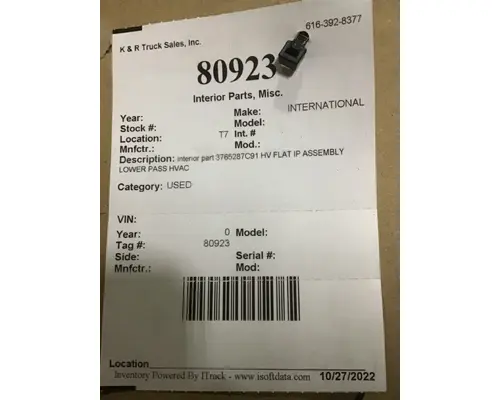 616-392-8377
K & R Truck Sales, Inc.
80923
Interior Parts, Misc.
Year: Make: INTERNATIONAL
Stock #: Model:
Location: T7 Int. #
Mnfctr.: Mod.:
Description: interior part 3765287C91 HV FLAT IP ASSEMBLY
LOWER PASS HVAC
Category: USED
VIN:
Year: 0 Model:
Tag #: 80923
Side: Serial #:
Mnfctr.: Mod:
Location
Inventory Powered By ITrack - www.isoftdata.com 10/27/2022